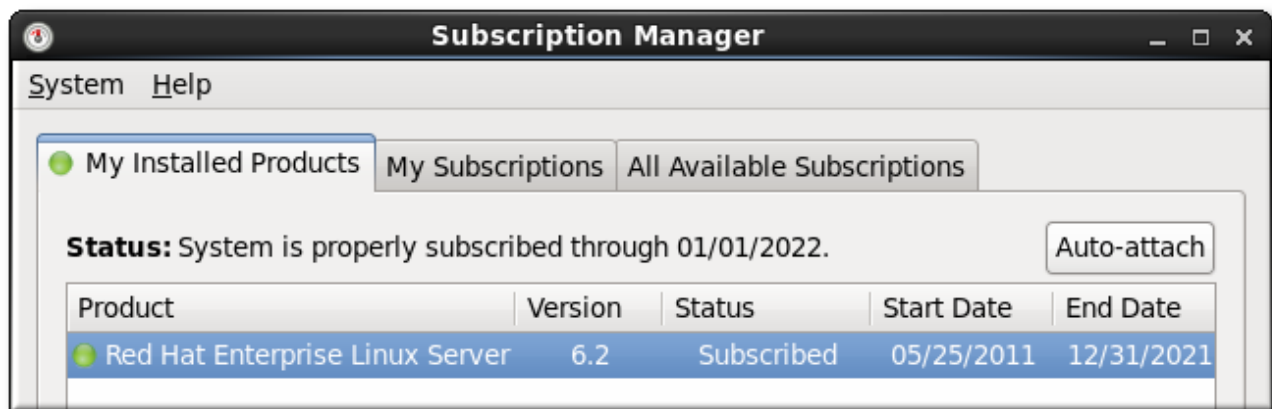 Subscription Manager
System Help
My Installed Products My Subscriptions All Available Subscriptions
Status: System is properly subscribed through 01/01/2022. Auto-attach
Product Version Status Start Date End Date
Red Hat Enterprise Linux Server 6.2 Subscribed 05/25/2011 12/31/2021